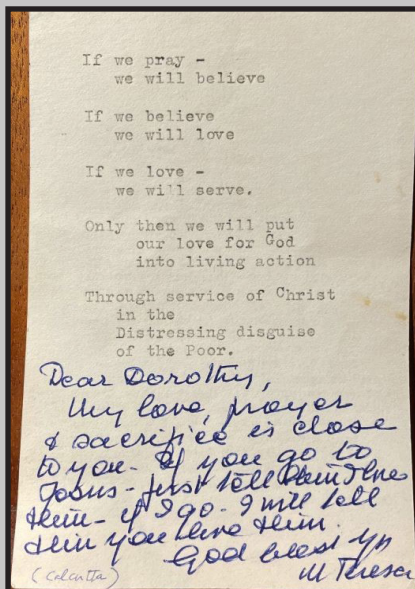 If we pray -
we will believe
If we believe
we will love
If we love -
we will serve.
Only then we will put
our love for God
into living action
Through service of Christ
in the
Distressing disguise
of the Poor.
Dear Dorothy,
My love, prayer
& sacrifice is close
to you - If you go to
Jesus - just tell Him I love
Him - if I go - I will tell
Him you love Him.
God bless you
M Teresa
(Calcutta)